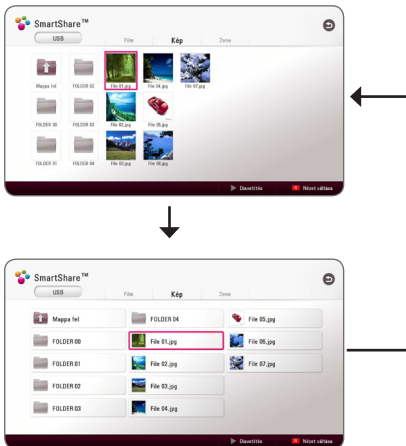 SmartShare™
USB Film Kép Zene
Mappa fel FOLDER 02 File 01.jpg File 04.jpg File 07.jpg
FOLDER 00 FOLDER 03 File 02.jpg File 05.jpg
FOLDER 01 FOLDER 04 File 03.jpg File 06.jpg
Diavetítés Nézet váltása
SmartShare™
USB Film Kép Zene
Mappa fel FOLDER 04 File 05.jpg
FOLDER 00 File 01.jpg File 06.jpg
FOLDER 01 File 02.jpg File 07.jpg
FOLDER 02 File 03.jpg
FOLDER 03 File 04.jpg
Diavetítés Nézet váltása